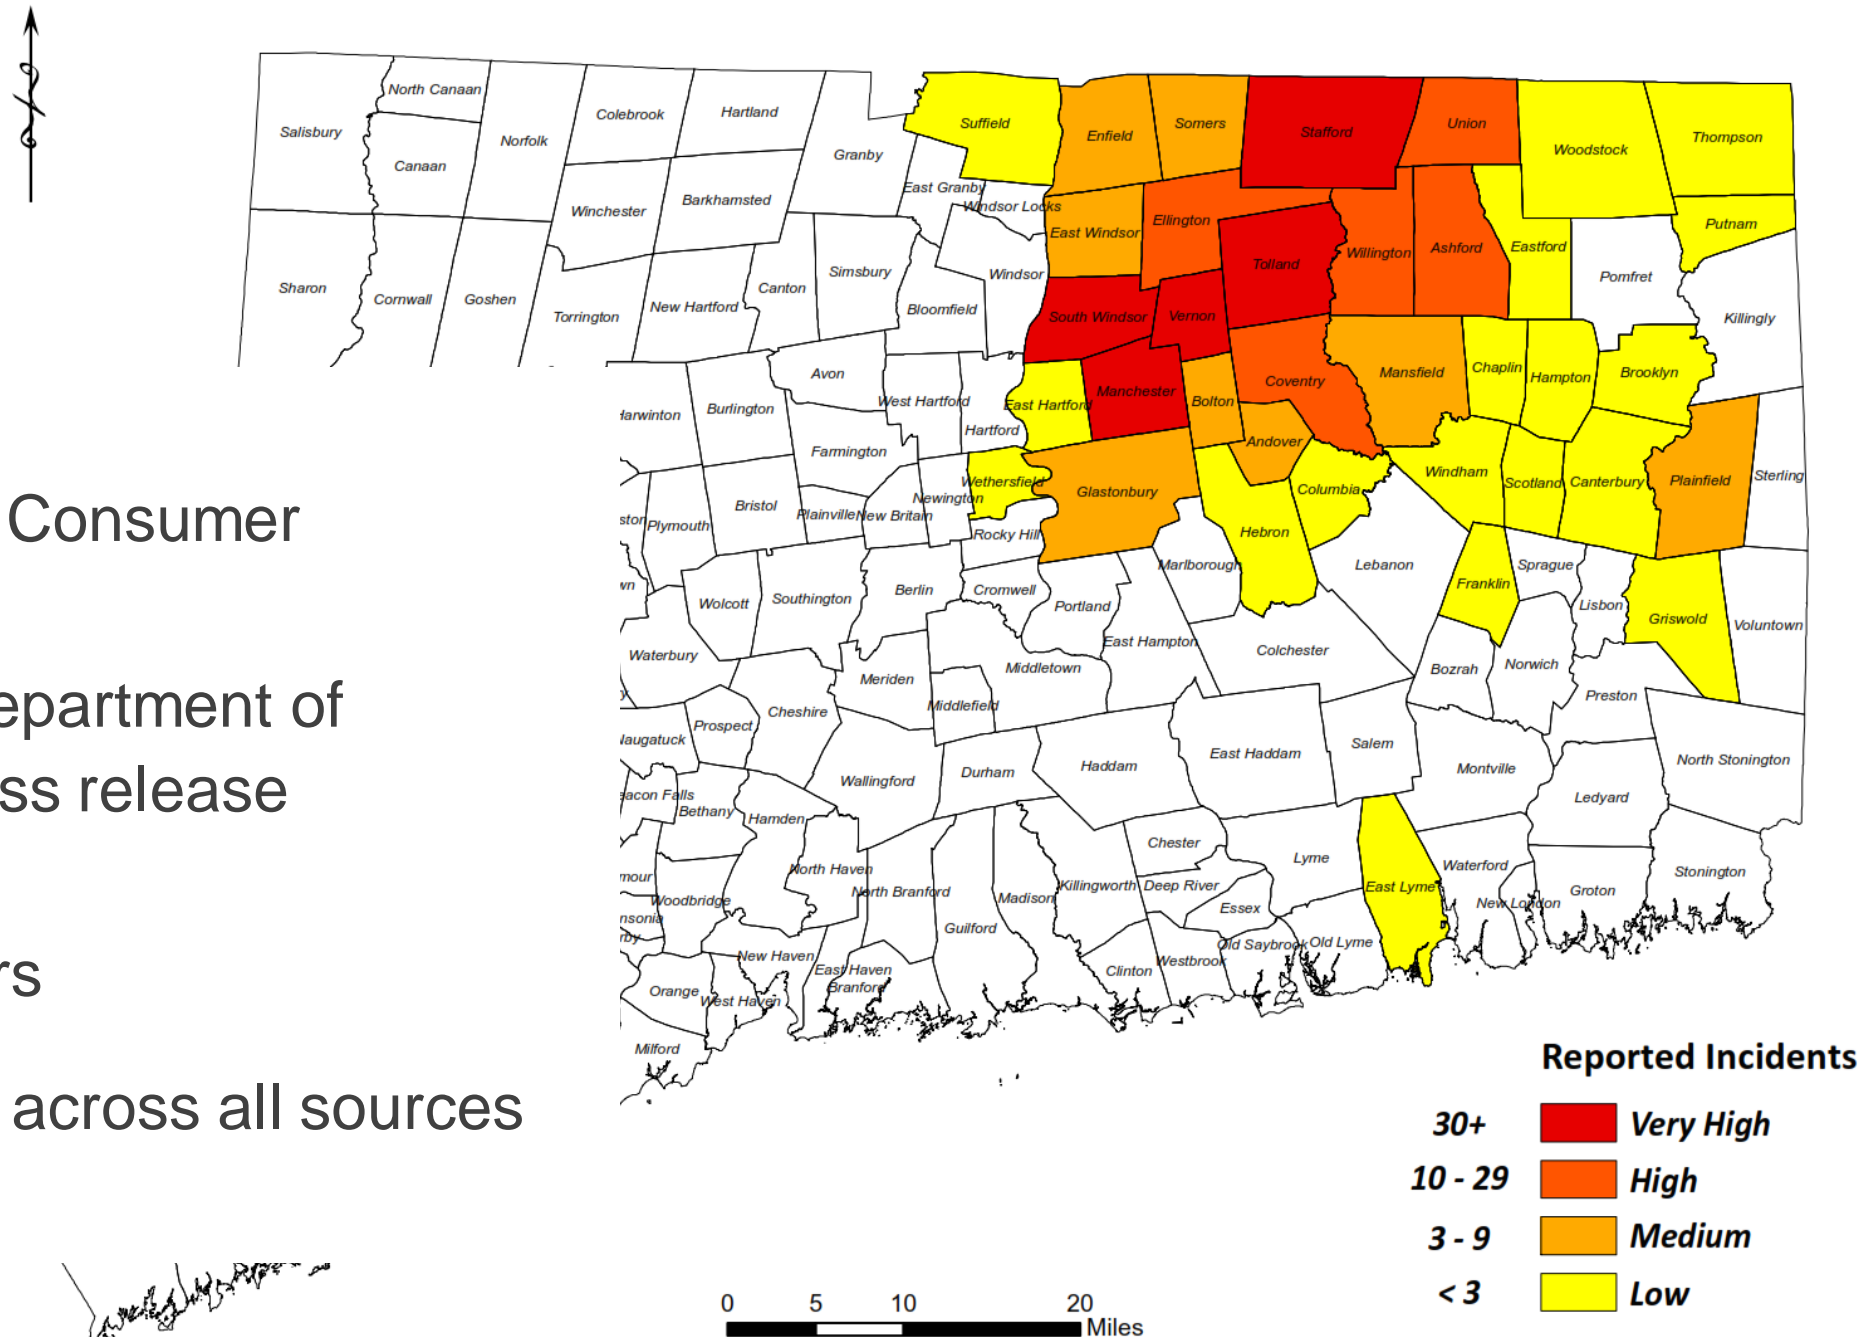 North Canaan
Colebrook
Hartland
Salisbury
Norfolk
Canaan
Granby
Suffield
Enfield
Somers
Stafford
Union
Woodstock
Thompson
East Granby
Windsor Locks
Winchester
Barkhamsted
East Windsor
Ellington
Tolland
Willington
Ashford
Eastford
Putnam
Pomfret
Sharon
Cornwall
Goshen
Torrington
New Hartford
Canton
Simsbury
Bloomfield
Windsor
South Windsor
Vernon
Killingly
Avon
West Hartford
East Hartford
Manchester
Bolton
Coventry
Mansfield
Chaplin
Hampton
Brooklyn
Burlington
Hartford
Farmington
Andover
Wethersfield
Glastonbury
Columbia
Windham
Scotland
Canterbury
Plainfield
Sterling
Newington
Bristol
Plainville
New Britain
Plymouth
Rocky Hill
Hebron
Marlborough
Lebanon
Franklin
Sprague
Lisbon
Griswold
Voluntown
Consumer
Wolcott
Southington
Berlin
Cromwell
Portland
East Hampton
Colchester
Bozrah
Norwich
Preston
Waterbury
Meriden
Middletown
Middlefield
Cheshire
Prospect
Wallingford
Durham
Haddam
East Haddam
Salem
Montville
North Stonington
Ledyard
epartment of
ss release
Bethany
Hamden
North Haven
North Branford
Madison
Killingworth
Chester
Deep River
Essex
Lyme
East Lyme
Waterford
New London
Groton
Stonington
Woodbridge
Guilford
New Haven
East Haven
Branford
Clinton
Westbrook
Old Saybrook
Old Lyme
Orange
West Haven
Milford
rs
across all sources
Reported Incidents
30+ Very High
10 - 29 High
3 - 9 Medium
< 3 Low
0 5 10 20
Miles